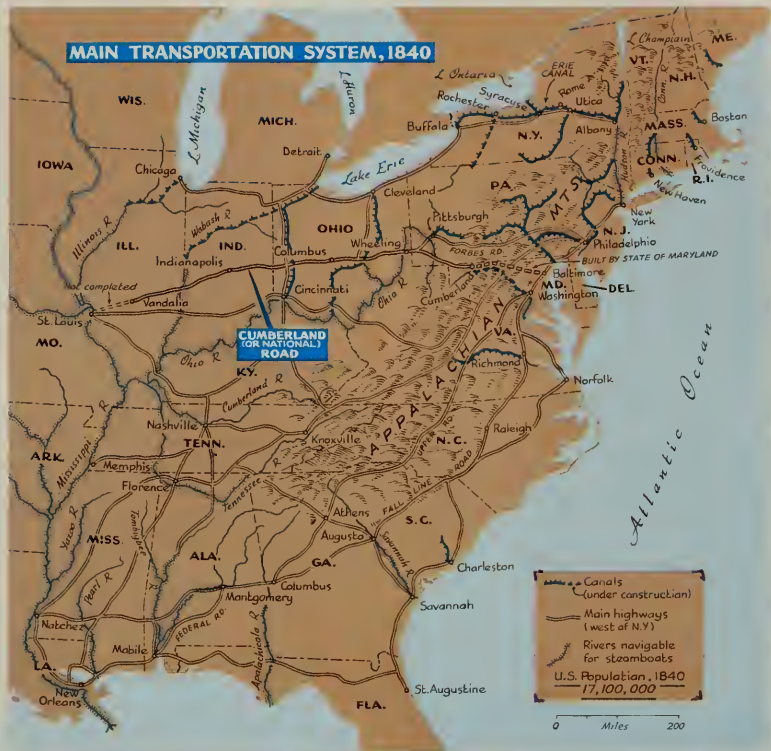 MAIN TRANSPORTATION SYSTEM, 1840
L Champlain
ME.
VT.
N.H.
Conn. R
L Ontario
ERIE CANAL
Rome
Syracuse
Utica
Rochester
L Huron
L Michigan
WIS.
MICH.
Buffalo
N.Y.
Albany
Hudson R
MASS.
Boston
CONN.
Providence
R.I.
New Haven
IOWA
Chicago
Detroit
Lake Erie
Cleveland
PA.
MTS
New York
Illinois R
Wabash R
OHIO
Pittsburgh
N.J.
Philadelphia
ILL.
IND.
Columbus
Wheeling
FORBES RD.
BUILT BY STATE OF MARYLAND
Indianapolis
Cumberland
Baltimore
MD.
DEL.
Washington
Not completed
Vandalia
Cincinnati
Ohio R
St. Louis
CUMBERLAND
(OR NATIONAL)
ROAD
VA.
MO.
Ohio R
KY.
Richmond
Norfolk
Cumberland R
APPALACHIAN
Nashville
TENN.
Knoxville
UPPER RD.
N.C.
Raleigh
Atlantic Ocean
ARK.
Mississippi R
Memphis
Florence
Tennessee R
FALL LINE ROAD
Athens
S.C.
Augusta
Savannah R
Yazoo R
MISS.
Tombigbee
ALA.
GA.
Charleston
Pearl R
Montgomery
Columbus
Savannah
Natchez
FEDERAL RD.
Mobile
Apalachicola R
LA.
New Orleans
St. Augustine
FLA.
Canals
(under construction)
Main highways
(west of N.Y)
Rivers navigable
for steamboats
U.S. Population, 1840
17,100,000
0 Miles 200